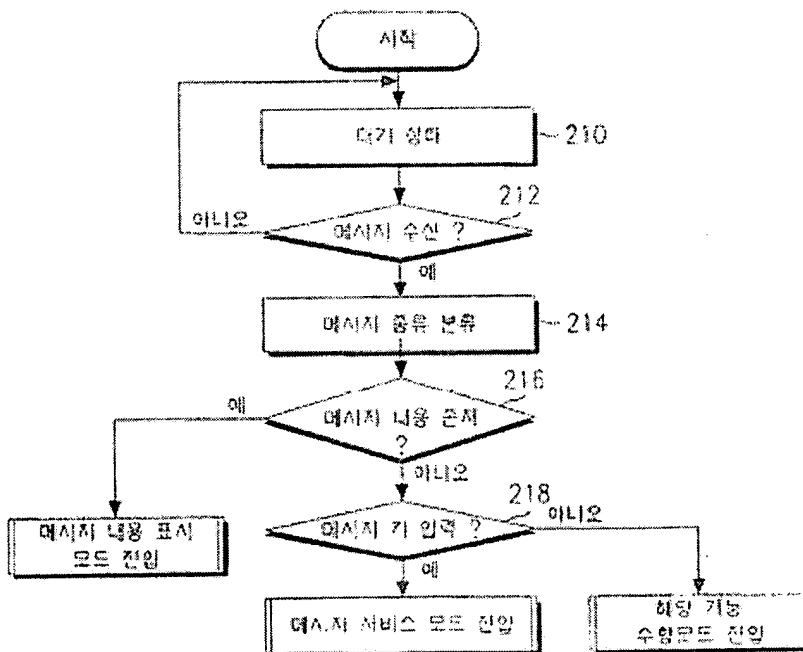 시작
대기 상태
210
212
아니오
메시지 수신 ?
예
메시지 종류 분류
214
216
예
메시지 내용 존재
?
아니오
218
아니오
메시지 키 입력 ?
메시지 내용 표시
모드 진입
예
메시지 서비스 모드 진입
해당 기능
수행모드 진입